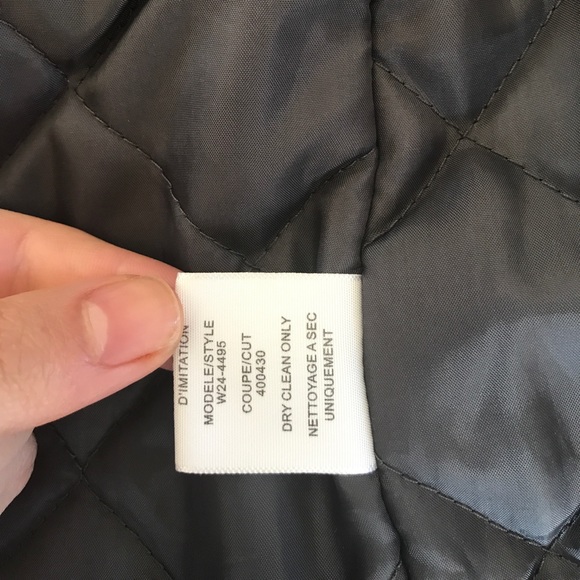 D'IMITATION
MODELE/STYLE
W24-4495
COUPE/CUT
400430
DRY CLEAN ONLY
NETTOYAGE A SEC
UNIQUEMENT